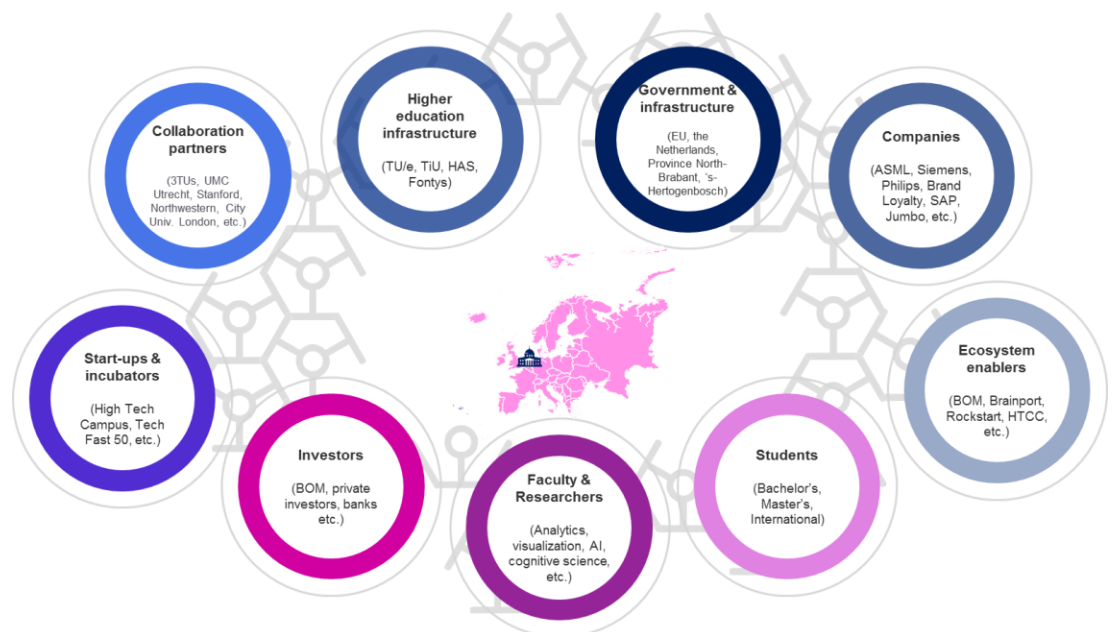 Collaboration
partners
(3TUs, UMC
Utrecht, Stanford,
Northwestern, City
Univ. London, etc.)
Higher
education
infrastructure
(TU/e, TiU, HAS,
Fontys)
Government &
infrastructure
(EU, the
Netherlands,
Province North-
Brabant, ‘s-
Hertogenbosch)
Companies
(ASML, Siemens,
Philips, Brand
Loyalty, SAP,
Jumbo, etc.)
Start-ups &
incubators
(High Tech
Campus, Tech
Fast 50, etc.)
Investors
(BOM, private
investors, banks
etc.)
Faculty &
Researchers
(Analytics,
visualization, AI,
cognitive science,
etc.)
Students
(Bachelor’s,
Master’s,
International)
Ecosystem
enablers
(BOM, Brainport,
Rockstart, HTCC,
etc.)